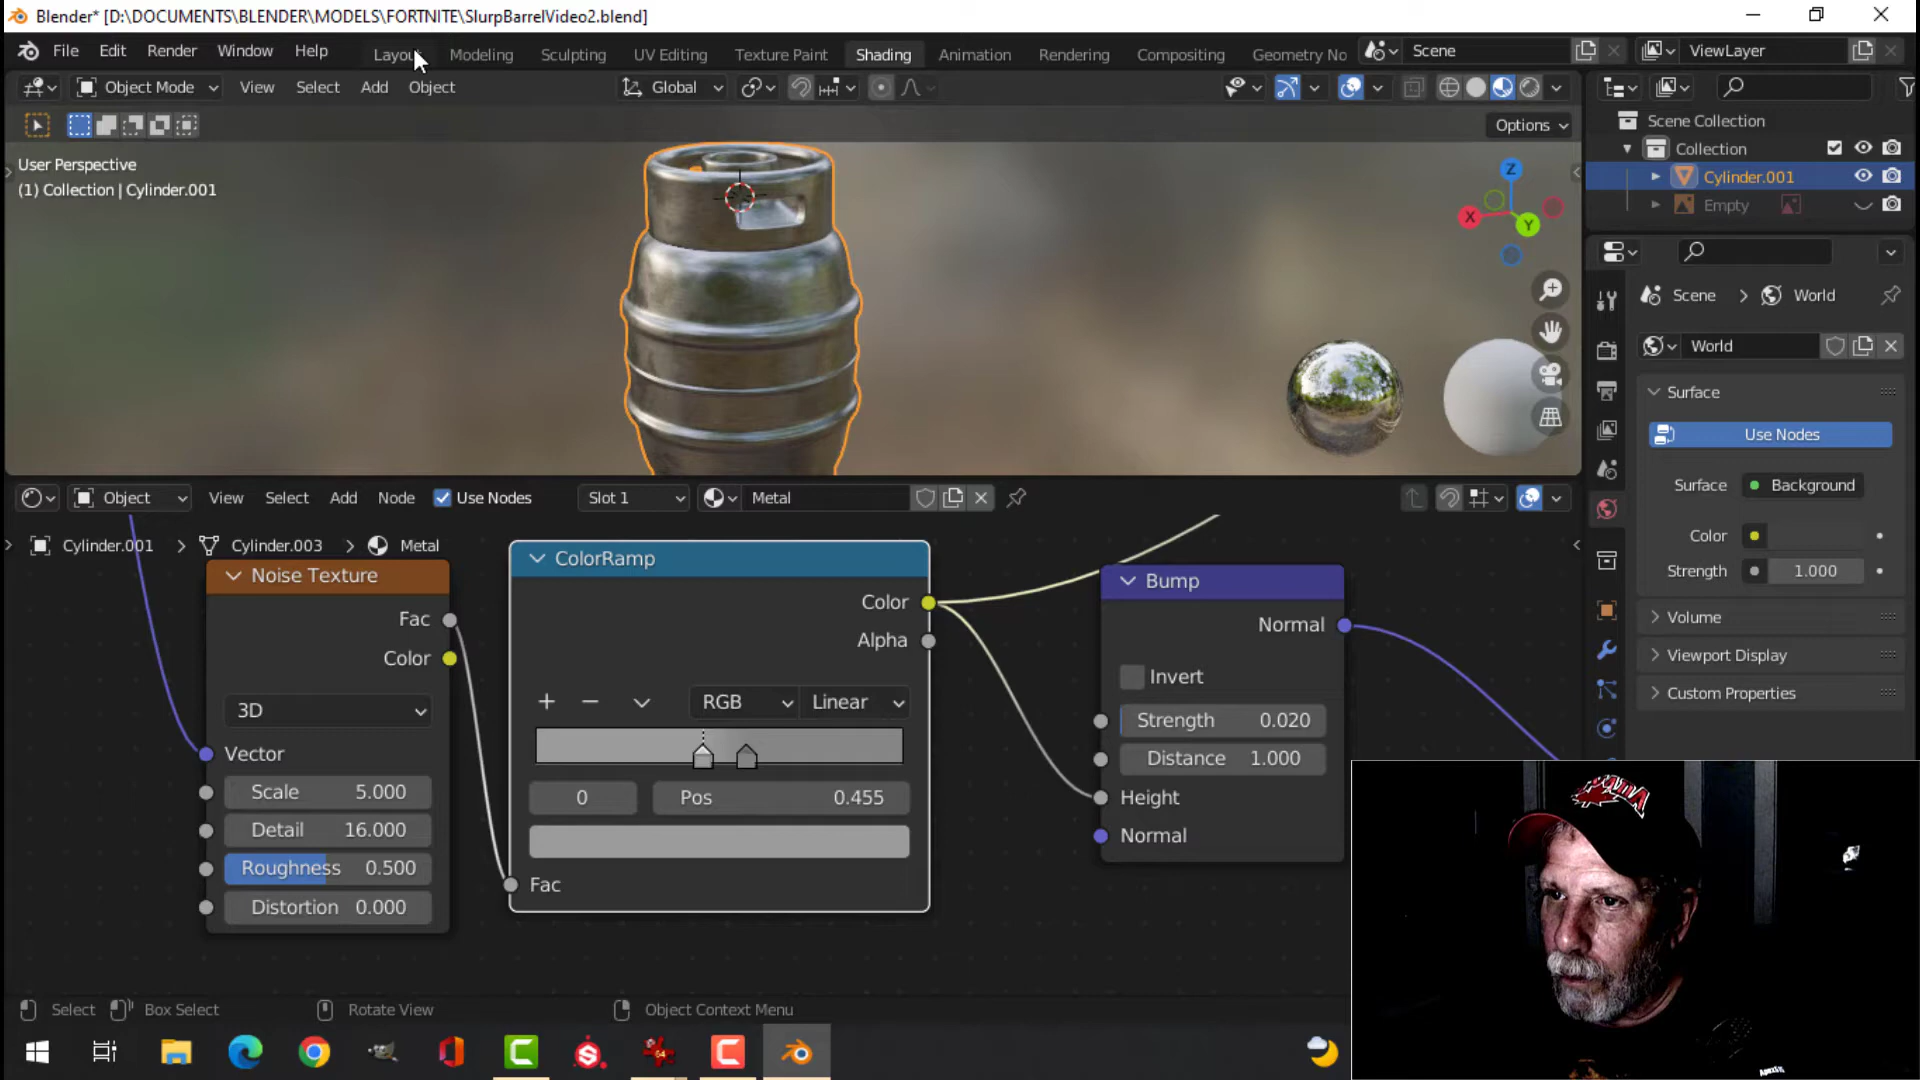 Blender* [D:\DOCUMENTS\BLENDER\MODELS\FORTNITE\SlurpBarrelVideo2.blend]
File Edit Render Window Help Layout Modeling Sculpting UV Editing Texture Paint Shading Animation Rendering Compositing Geometry No Scene ViewLayer
Object Mode View Select Add Object Global
Options
User Perspective
(1) Collection | Cylinder.001
Z
X
Y
Scene Collection
Collection
Cylinder.001
Empty
Scene > World
World
Surface
Use Nodes
Surface Background
Color
Strength 1.000
Volume
Viewport Display
Custom Properties
Object View Select Add Node Use Nodes Slot 1 Metal
Cylinder.001 > Cylinder.003 > Metal
Noise Texture
Fac
Color
3D
Vector
Scale 5.000
Detail 16.000
Roughness 0.500
Distortion 0.000
ColorRamp
Color
Alpha
RGB Linear
0 Pos 0.455
Fac
Bump
Normal
Invert
Strength 0.020
Distance 1.000
Height
Normal
Select Box Select Rotate View Object Context Menu